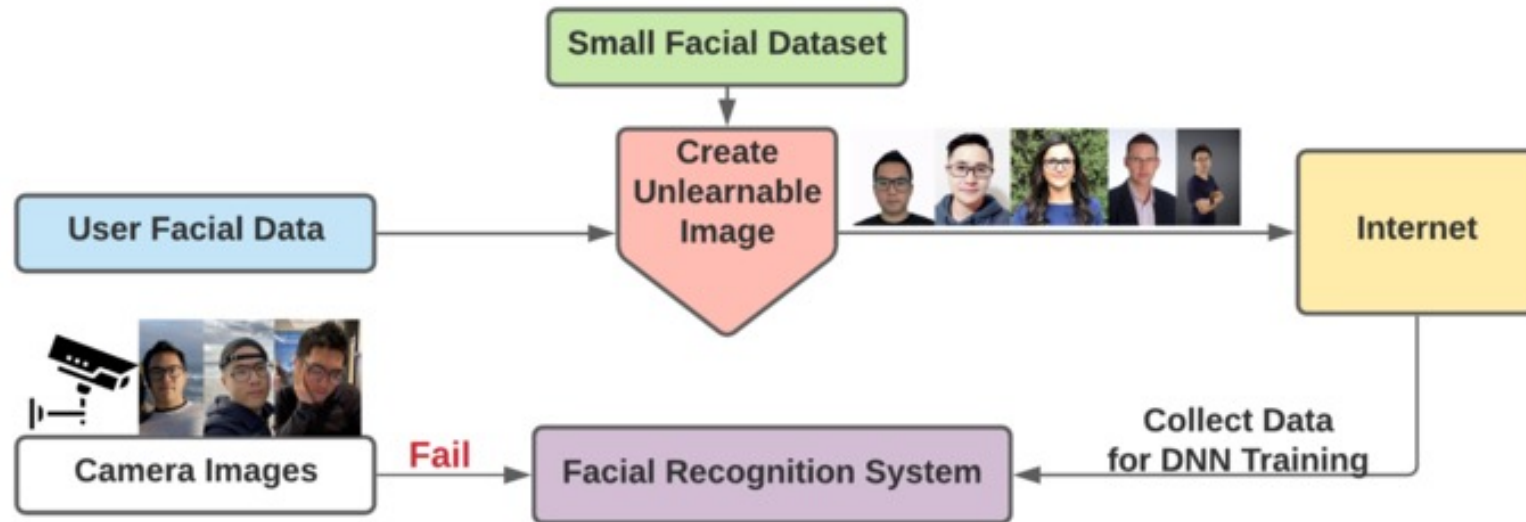 Small Facial Dataset
Create
Unlearnable
Image
User Facial Data
Internet
Camera Images
Fail
Facial Recognition System
Collect Data
for DNN Training